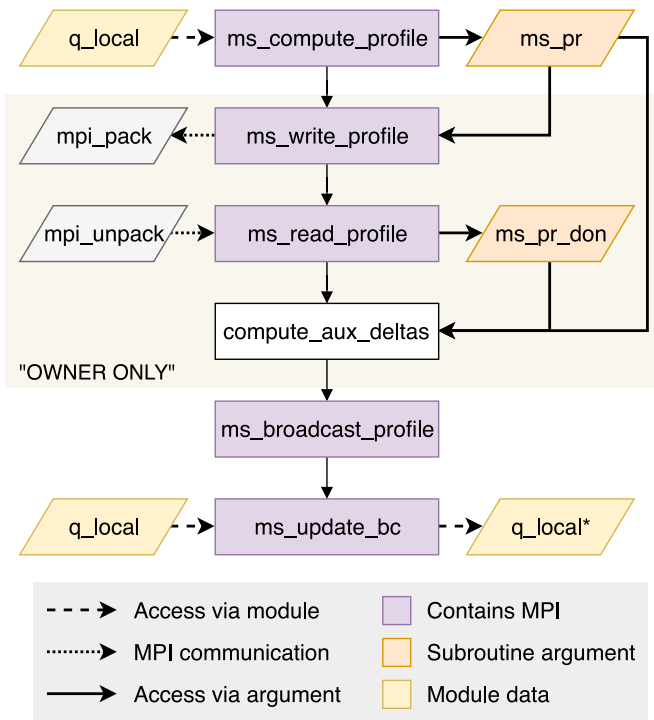 q_local
ms_compute_profile
ms_pr
mpi_pack
ms_write_profile
mpi_unpack
ms_read_profile
ms_pr_don
compute_aux_deltas
"OWNER ONLY"
ms_broadcast_profile
q_local
ms_update_bc
q_local*
Access via module
Contains MPI
MPI communication
Subroutine argument
Access via argument
Module data